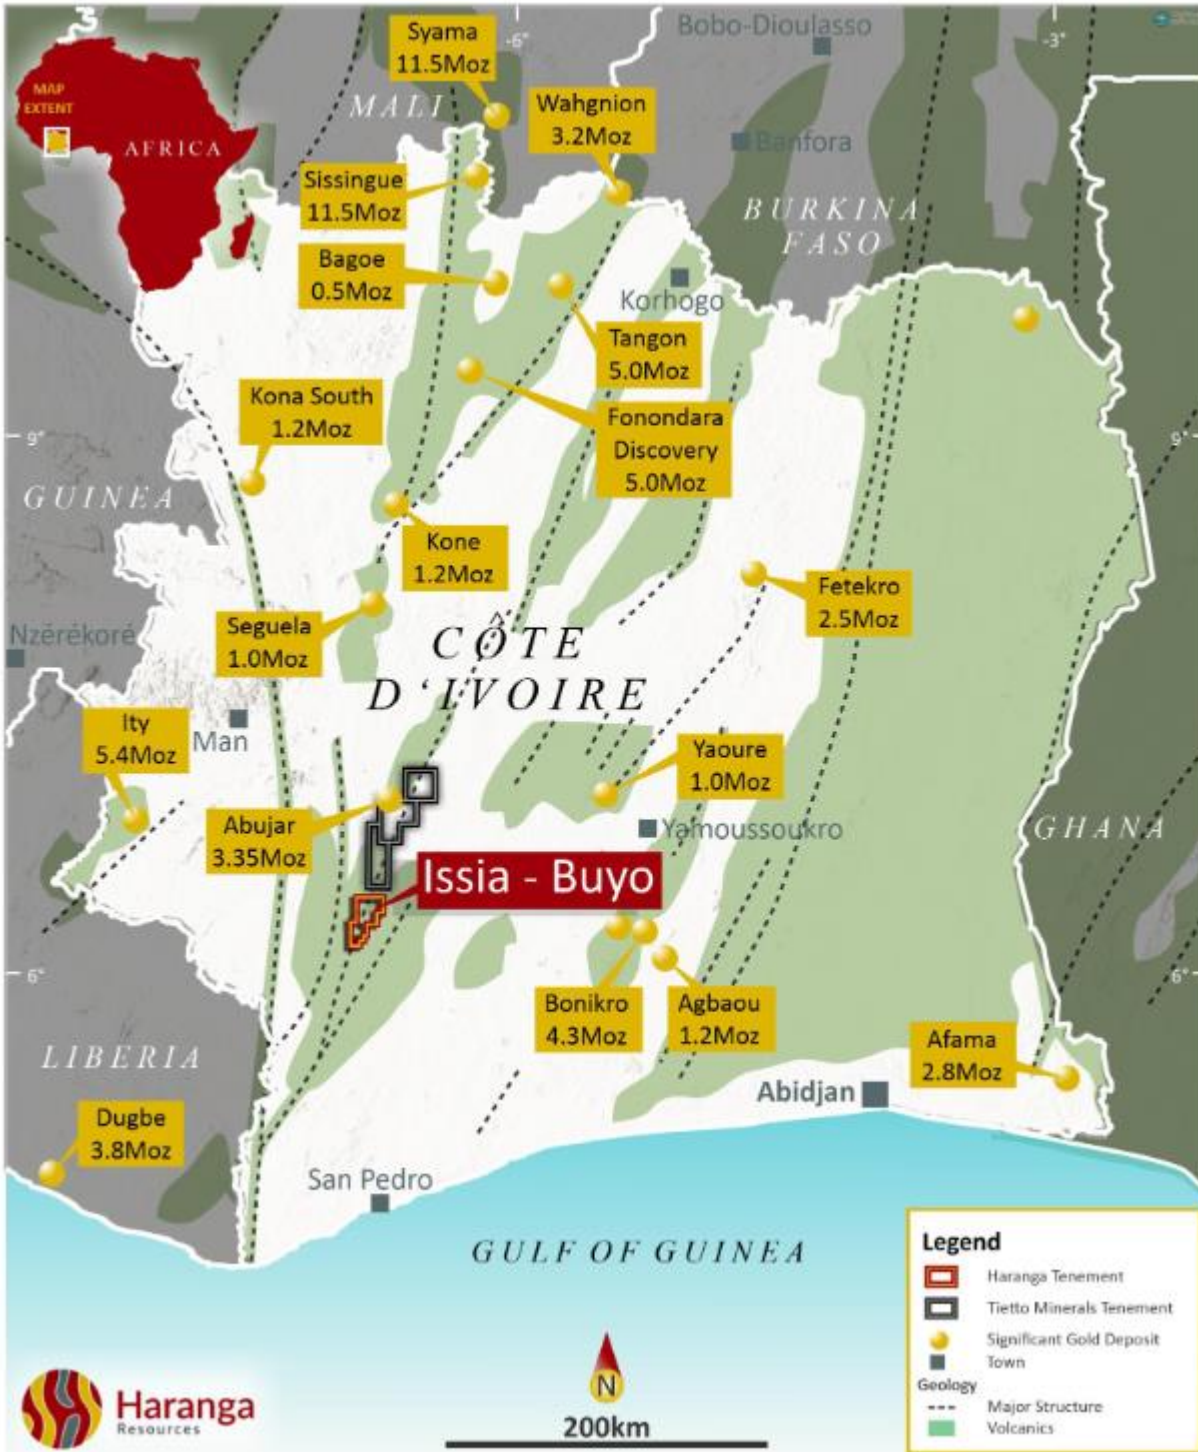 Syama
11.5Moz
-6°
Bobo-Dioulasso
-3°
MAP
EXTENT
AFRICA
MALI
Wahgnion
3.2Moz
Banfora
Sissingue
11.5Moz
BURKINA
FASO
Bagoe
0.5Moz
Korhogo
Tangon
5.0Moz
Kona South
1.2Moz
Fonondara
Discovery
5.0Moz
9°
9°
GUINEA
Kone
1.2Moz
Fetekro
2.5Moz
Nzérékoré
Seguela
1.0Moz
CÔTE
D'IVOIRE
Ity
5.4Moz
Man
Yaoure
1.0Moz
Abujar
3.35Moz
Yamoussoukro
GHANA
Issia - Buyo
6°
6°
Bonikro
4.3Moz
Agbaou
1.2Moz
Afama
2.8Moz
LIBERIA
Abidjan
Dugbe
3.8Moz
San Pedro
GULF OF GUINEA
Legend
Haranga Tenement
Tietto Minerals Tenement
Significant Gold Deposit
Town
Geology
Major Structure
Volcanics
N
200km
Haranga
Resources